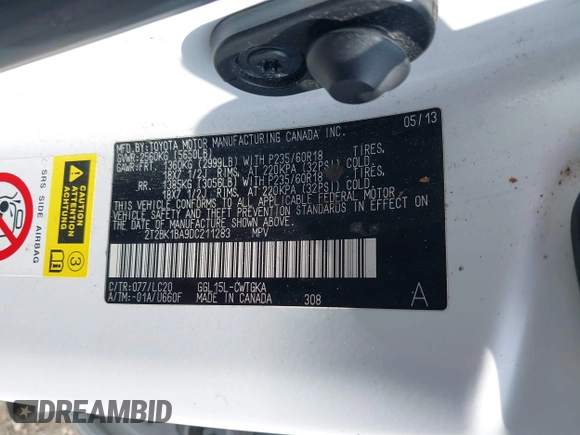 05/13
MFD. BY: TOYOTA MOTOR MANUFACTURING CANADA INC.
GVWR: 2560KG (5650LB)
GAWR: FRT. 1360KG (2999LB) WITH P235/60R18 TIRES,
18X7 1/2J RIMS, AT 220KPA (32PSI) COLD.
RR. 1385KG (3056LB) WITH P235/60R18 TIRES,
18X7 1/2J RIMS, AT 220KPA (32PSI) COLD.
THIS VEHICLE CONFORMS TO ALL APPLICABLE FEDERAL MOTOR
VEHICLE SAFETY AND THEFT PREVENTION STANDARDS IN EFFECT ON
THE DATE OF MANUFACTURE SHOWN ABOVE.
2T2BK1BA9DC211283 MPV
C/TR: 077/LC20 GGL15L-CWTGKA
A/TM: -01A/U660F MADE IN CANADA 308
A
SRS SIDE AIRBAG
DREAMBID